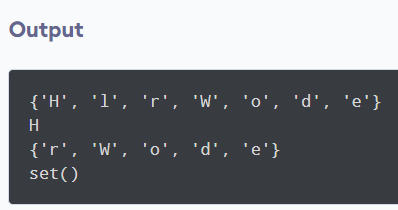 Output
{'H', 'l', 'r', 'W', 'o', 'd', 'e'}
H
{'r', 'W', 'o', 'd', 'e'}
set()